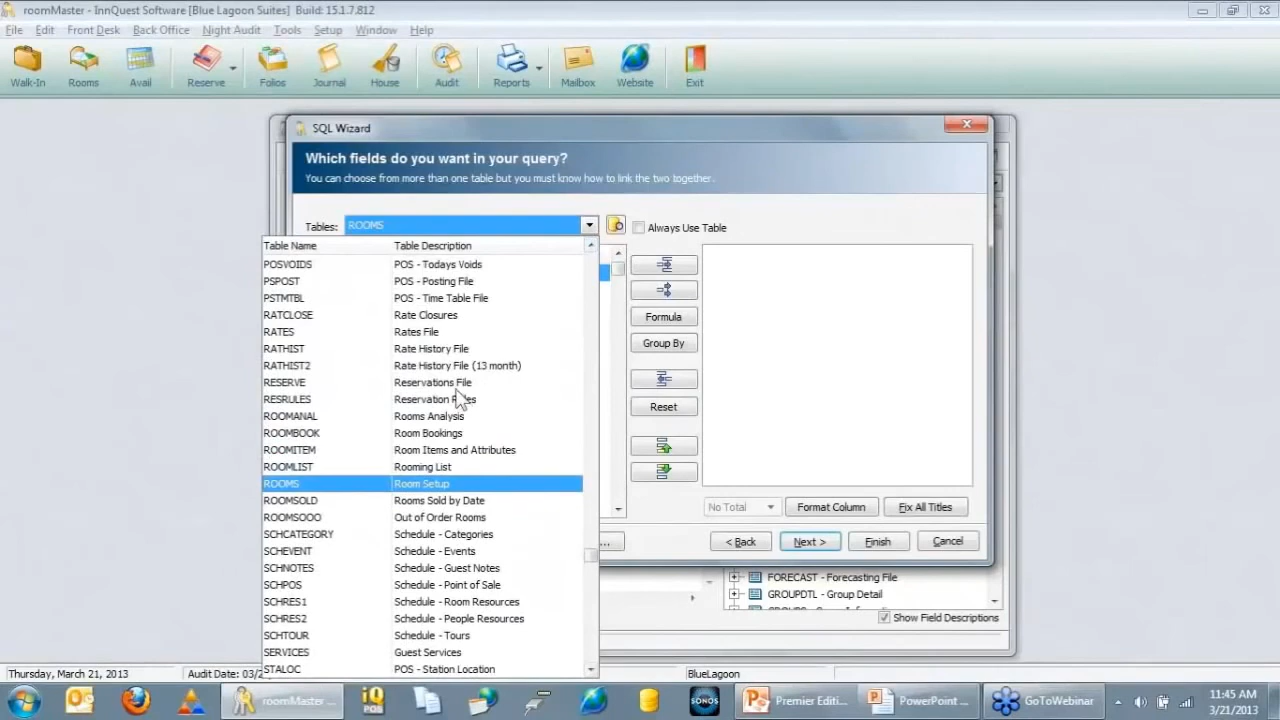 roomMaster - InnQuest Software [Blue Lagoon Suites] Build: 15.1.7.812
File Edit Front Desk Back Office Night Audit Tools Setup Window Help
Walk-In Rooms Avail Reserve Folios Journal House Audit Reports Mailbox Website Exit
SQL Wizard
Which fields do you want in your query?
You can choose from more than one table but you must know how to link the two together.
Tables: ROOMS Always Use Table
Table Name Table Description
POSVOIDS POS - Todays Voids
PSPOST POS - Posting File
PSTMTBL POS - Time Table File
RATCLOSE Rate Closures
RATES Rates File
RATHIST Rate History File
RATHIST2 Rate History File (13 month)
RESERVE Reservations File
RESRULES Reservation
ROOMANAL Rooms Analysis
ROOMBOOK Room Bookings
ROOMITEM Room Items and Attributes
ROOMLIST Rooming List
ROOMS Room Setup
ROOMSOLD Rooms Sold by Date
ROOMSOOO Out of Order Rooms
SCHCATEGORY Schedule - Categories
SCHEVENT Schedule - Events
SCHNOTES Schedule - Guest Notes
SCHPOS Schedule - Point of Sale
SCHRES1 Schedule - Room Resources
SCHRES2 Schedule - People Resources
SCHTOUR Schedule - Tours
SERVICES Guest Services
STALOC POS - Station Location
Formula
Group By
Reset
No Total Format Column Fix All Titles
... < Back Next > Finish Cancel
FORECAST - Forecasting File
GROUPDTL - Group Detail
Show Field Descriptions
Thursday, March 21, 2013 Audit Date: 03/2 BlueLagoon
roomMaster ... iQ POS SONOS Premier Editi... PowerPoint ... GoToWebinar 11:45 AM
3/21/2013